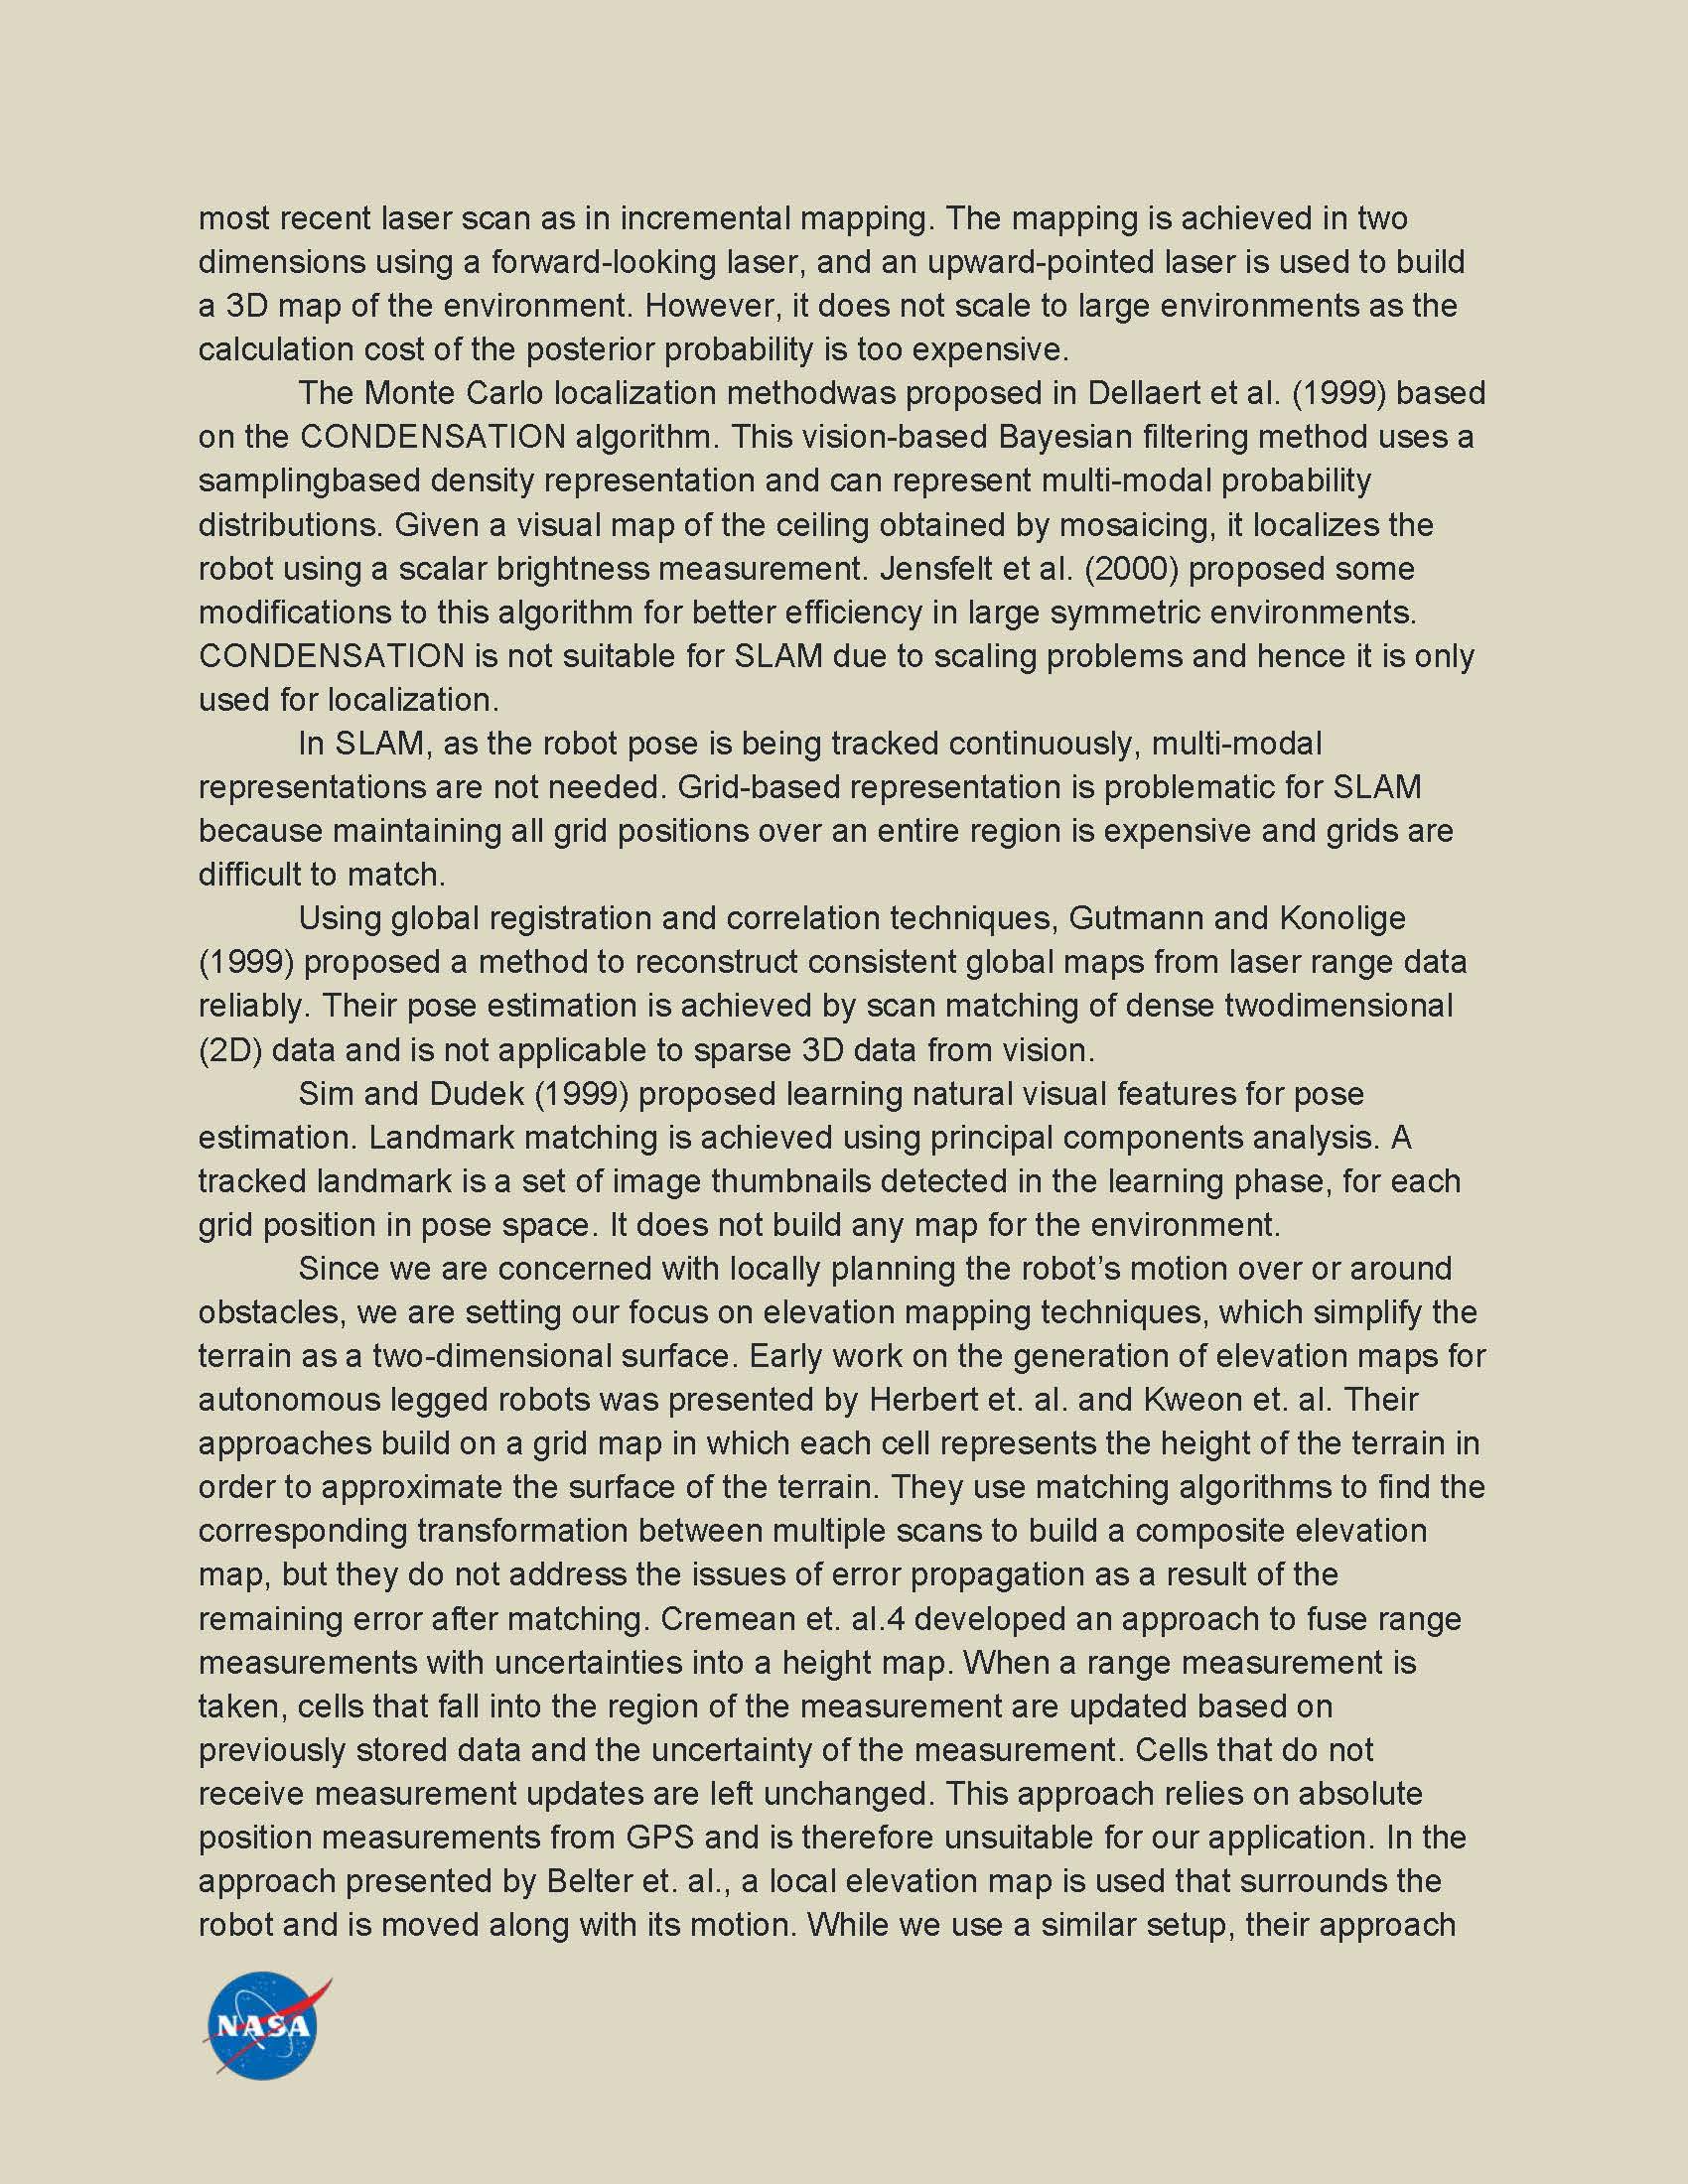 most recent laser scan as in incremental mapping. The mapping is achieved in two
dimensions using a forward-looking laser, and an upward-pointed laser is used to build
a 3D map of the environment. However, it does not scale to large environments as the
calculation cost of the posterior probability is too expensive.
The Monte Carlo localization methodwas proposed in Dellaert et al. (1999) based
on the CONDENSATION algorithm. This vision-based Bayesian filtering method uses a
samplingbased density representation and can represent multi-modal probability
distributions. Given a visual map of the ceiling obtained by mosaicing, it localizes the
robot using a scalar brightness measurement. Jensfelt et al. (2000) proposed some
modifications to this algorithm for better efficiency in large symmetric environments.
CONDENSATION is not suitable for SLAM due to scaling problems and hence it is only
used for localization.
In SLAM, as the robot pose is being tracked continuously, multi-modal
representations are not needed. Grid-based representation is problematic for SLAM
because maintaining all grid positions over an entire region is expensive and grids are
difficult to match.
Using global registration and correlation techniques, Gutmann and Konolige
(1999) proposed a method to reconstruct consistent global maps from laser range data
reliably. Their pose estimation is achieved by scan matching of dense twodimensional
(2D) data and is not applicable to sparse 3D data from vision.
Sim and Dudek (1999) proposed learning natural visual features for pose
estimation. Landmark matching is achieved using principal components analysis. A
tracked landmark is a set of image thumbnails detected in the learning phase, for each
grid position in pose space. It does not build any map for the environment.
Since we are concerned with locally planning the robot’s motion over or around
obstacles, we are setting our focus on elevation mapping techniques, which simplify the
terrain as a two-dimensional surface. Early work on the generation of elevation maps for
autonomous legged robots was presented by Herbert et. al. and Kweon et. al. Their
approaches build on a grid map in which each cell represents the height of the terrain in
order to approximate the surface of the terrain. They use matching algorithms to find the
corresponding transformation between multiple scans to build a composite elevation
map, but they do not address the issues of error propagation as a result of the
remaining error after matching. Cremean et. al.4 developed an approach to fuse range
measurements with uncertainties into a height map. When a range measurement is
taken, cells that fall into the region of the measurement are updated based on
previously stored data and the uncertainty of the measurement. Cells that do not
receive measurement updates are left unchanged. This approach relies on absolute
position measurements from GPS and is therefore unsuitable for our application. In the
approach presented by Belter et. al., a local elevation map is used that surrounds the
robot and is moved along with its motion. While we use a similar setup, their approach
NASA